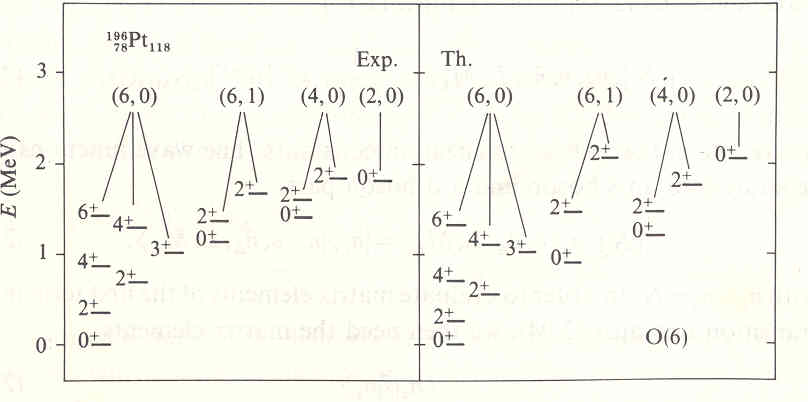 ¹⁹⁶₇₈Pt₁₁₈
Exp.
Th.
3
(6,0) (6,1) (4,0) (2,0)
(6,0) (6,1) (4,0) (2,0)
2
E (MeV)
1
0
6+ 4+ 3+
4+ 2+
2+
0+
2+ 2+
0+
2+ 2+
0+
0+
6+ 4+ 3+
4+ 2+
2+
0+
2+
2+
0+
2+
2+
0+
0+
O(6)